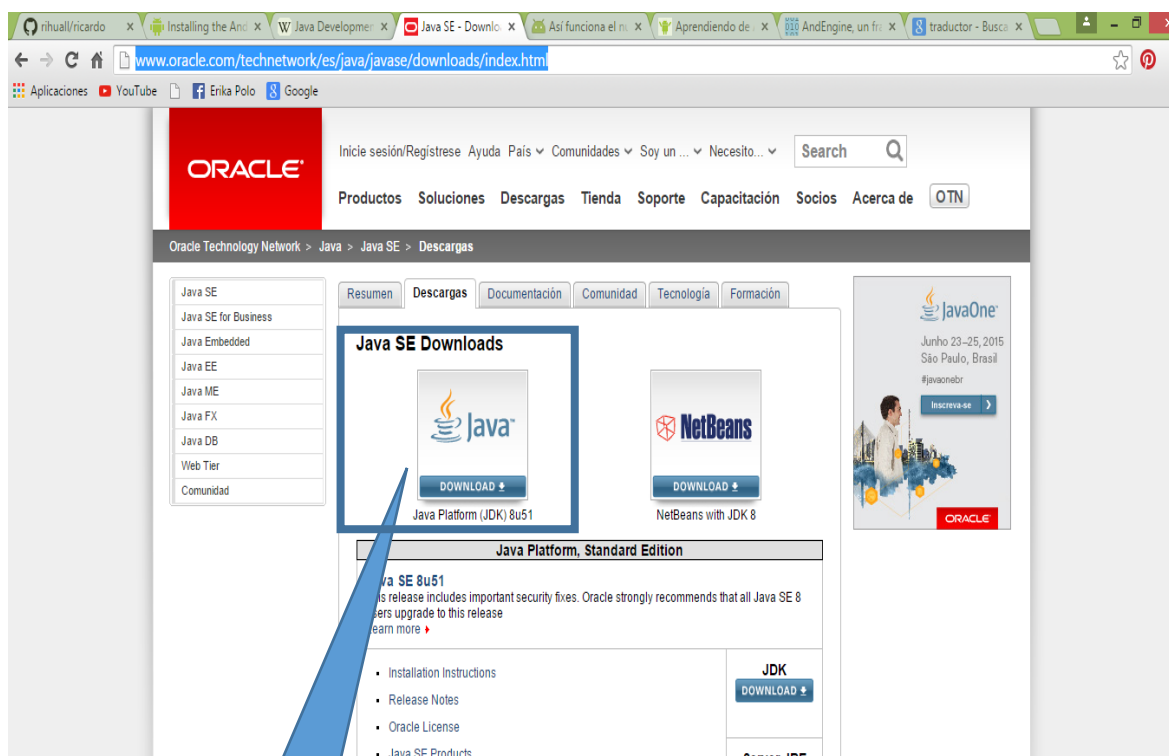 rihuall/ricardo
Installing the And
Java Developmen
Java SE - Downlo
Así funciona el nu
Aprendiendo de
AndEngine, un fra
traductor - Busca
www.oracle.com/technetwork/es/java/javase/downloads/index.html
Aplicaciones YouTube Erika Polo Google
ORACLE
Inicie sesión/Regístrese Ayuda País Comunidades Soy un ... Necesito... Search
Productos Soluciones Descargas Tienda Soporte Capacitación Socios Acerca de OTN
Oracle Technology Network > Java > Java SE > Descargas
Java SE
Java SE for Business
Java Embedded
Java EE
Java ME
Java FX
Java DB
Web Tier
Comunidad
Resumen Descargas Documentación Comunidad Tecnología Formación
Java SE Downloads
Java™
DOWNLOAD
Java Platform (JDK) 8u51
NetBeans
DOWNLOAD
NetBeans with JDK 8
JavaOne
Junho 23–25, 2015
São Paulo, Brasil
#javaonebr
Inscreva-se
ORACLE
Java Platform, Standard Edition
va SE 8u51
is release includes important security fixes. Oracle strongly recommends that all Java SE 8
sers upgrade to this release
earn more
Installation Instructions
Release Notes
Oracle License
Java SE Products
JDK
DOWNLOAD